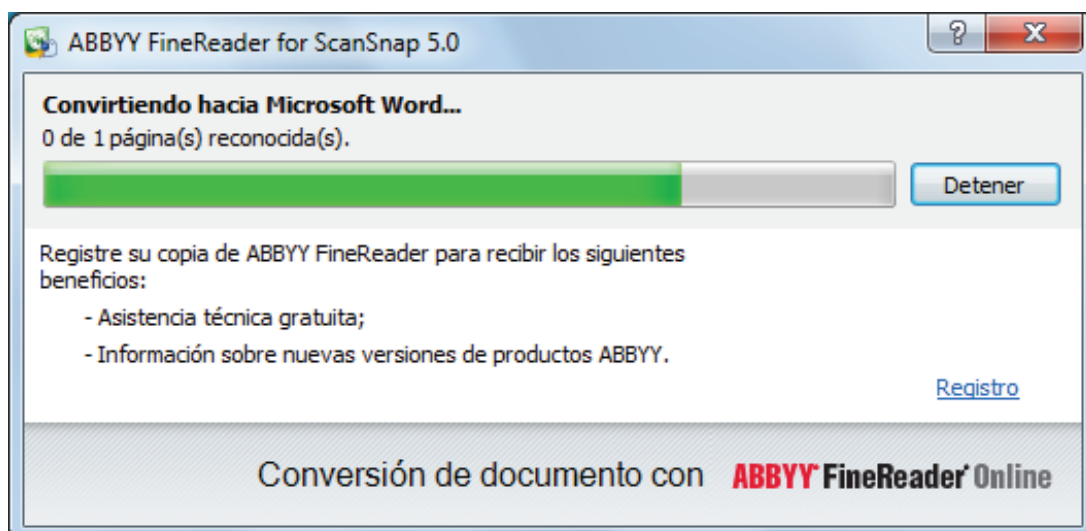 ABBYY FineReader for ScanSnap 5.0
Convirtiendo hacia Microsoft Word...
0 de 1 página(s) reconocida(s).
Detener
Registre su copia de ABBYY FineReader para recibir los siguientes
beneficios:
- Asistencia técnica gratuita;
- Información sobre nuevas versiones de productos ABBYY.
Registro
Conversión de documento con ABBYY FineReader Online